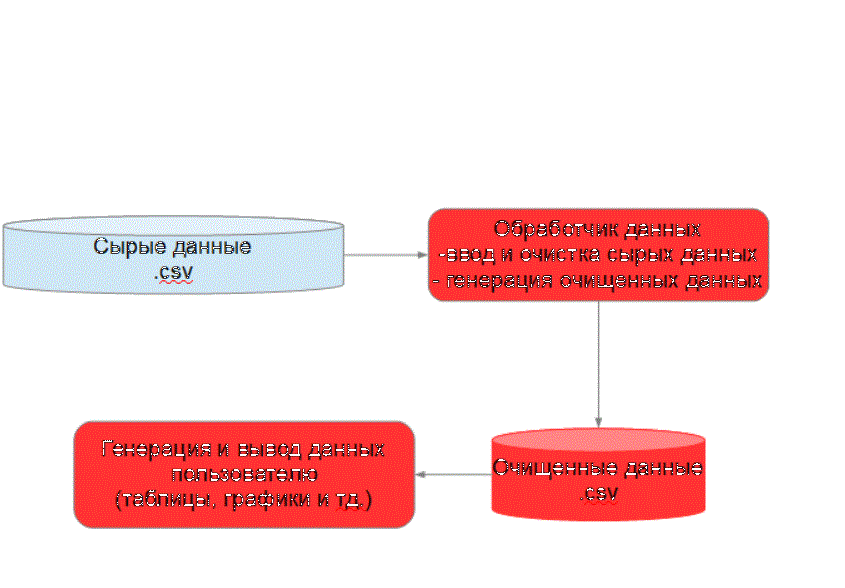 Сырые данные
.csv
Обработчик данных
-ввод и очистка сырых данных
- генерация очищенных данных
Генерация и вывод данных
пользователю
(таблицы, графики и тд.)
Очищенные данные
.csv